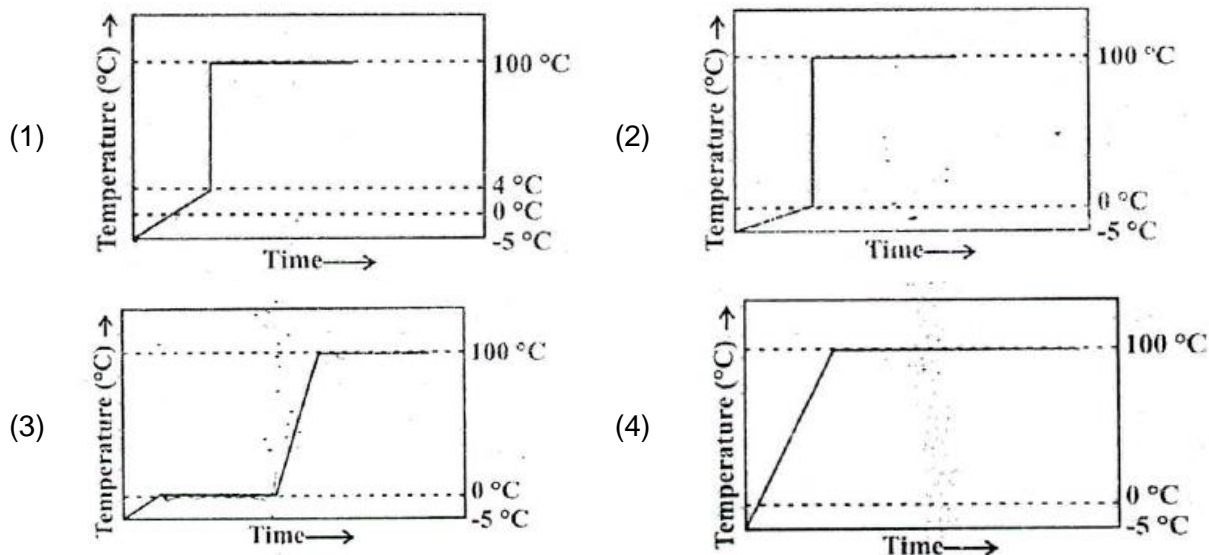 (1)
Temperature (°C) →
100 °C
4 °C
0 °C
-5 °C
Time→
(2)
Temperature (°C) →
100 °C
0 °C
-5 °C
Time→
(3)
Temperature (°C) →
100 °C
0 °C
-5 °C
Time→
(4)
Temperature (°C) →
100 °C
0 °C
-5 °C
Time→